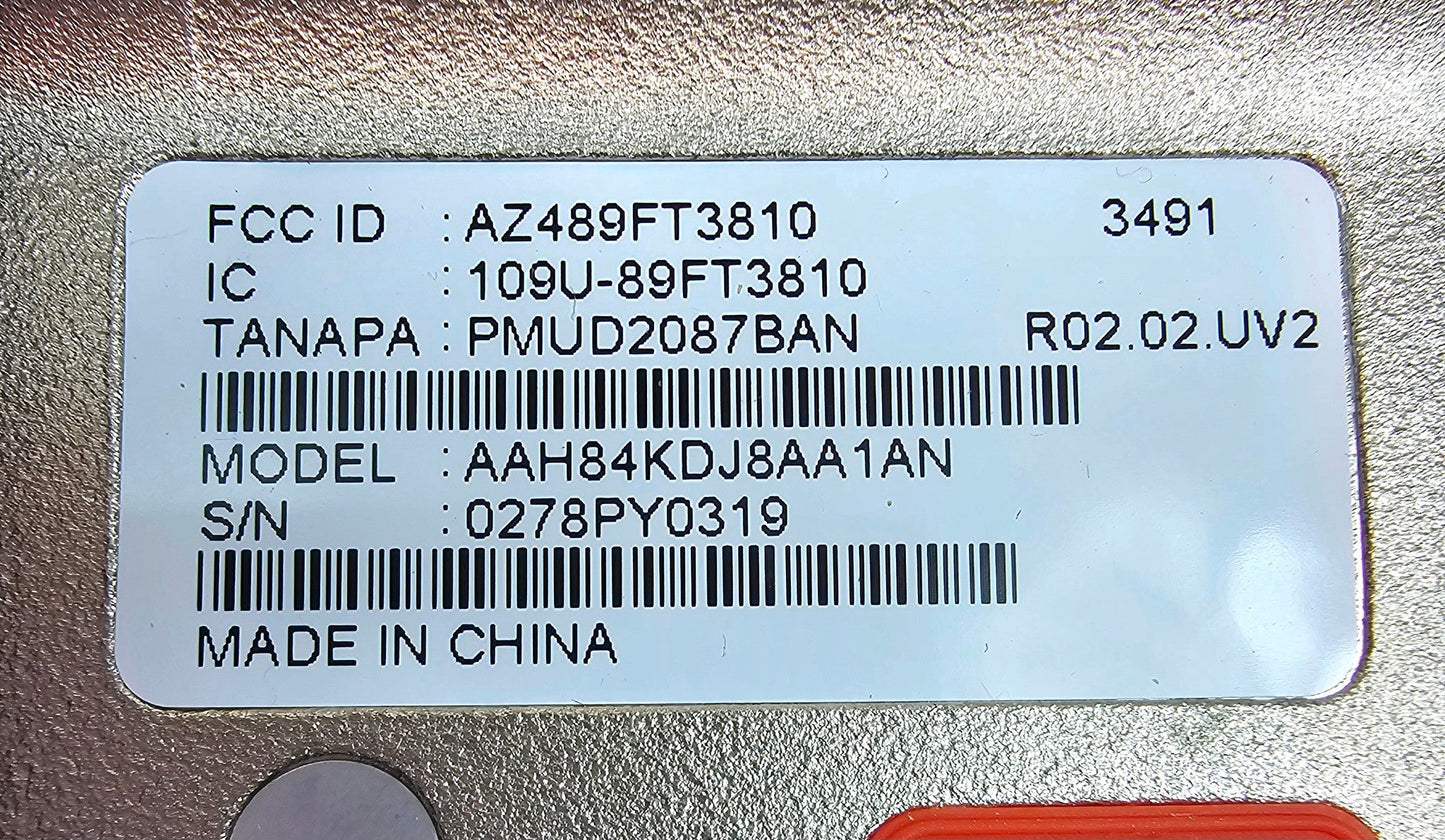 FCC ID : AZ489FT3810 3491
IC : 109U-89FT3810
TANAPA : PMUD2087BAN R02.02.UV2
MODEL : AAH84KDJ8AA1AN
S/N : 0278PY0319
MADE IN CHINA